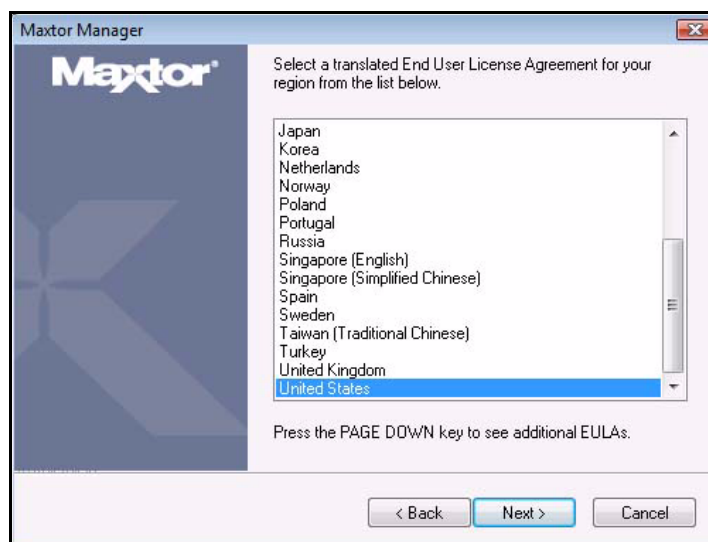 Maxtor Manager
Maxtor
Select a translated End User License Agreement for your
region from the list below.
Japan
Korea
Netherlands
Norway
Poland
Portugal
Russia
Singapore (English)
Singapore (Simplified Chinese)
Spain
Sweden
Taiwan (Traditional Chinese)
Turkey
United Kingdom
United States
Press the PAGE DOWN key to see additional EULAs.
< Back
Next >
Cancel